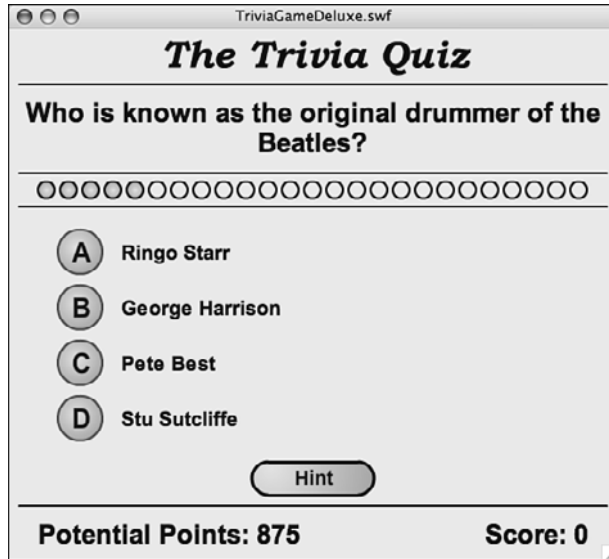 TriviaGameDeluxe.swf
The Trivia Quiz
Who is known as the original drummer of the
Beatles?
A Ringo Starr
B George Harrison
C Pete Best
D Stu Sutcliffe
Hint
Potential Points: 875 Score: 0